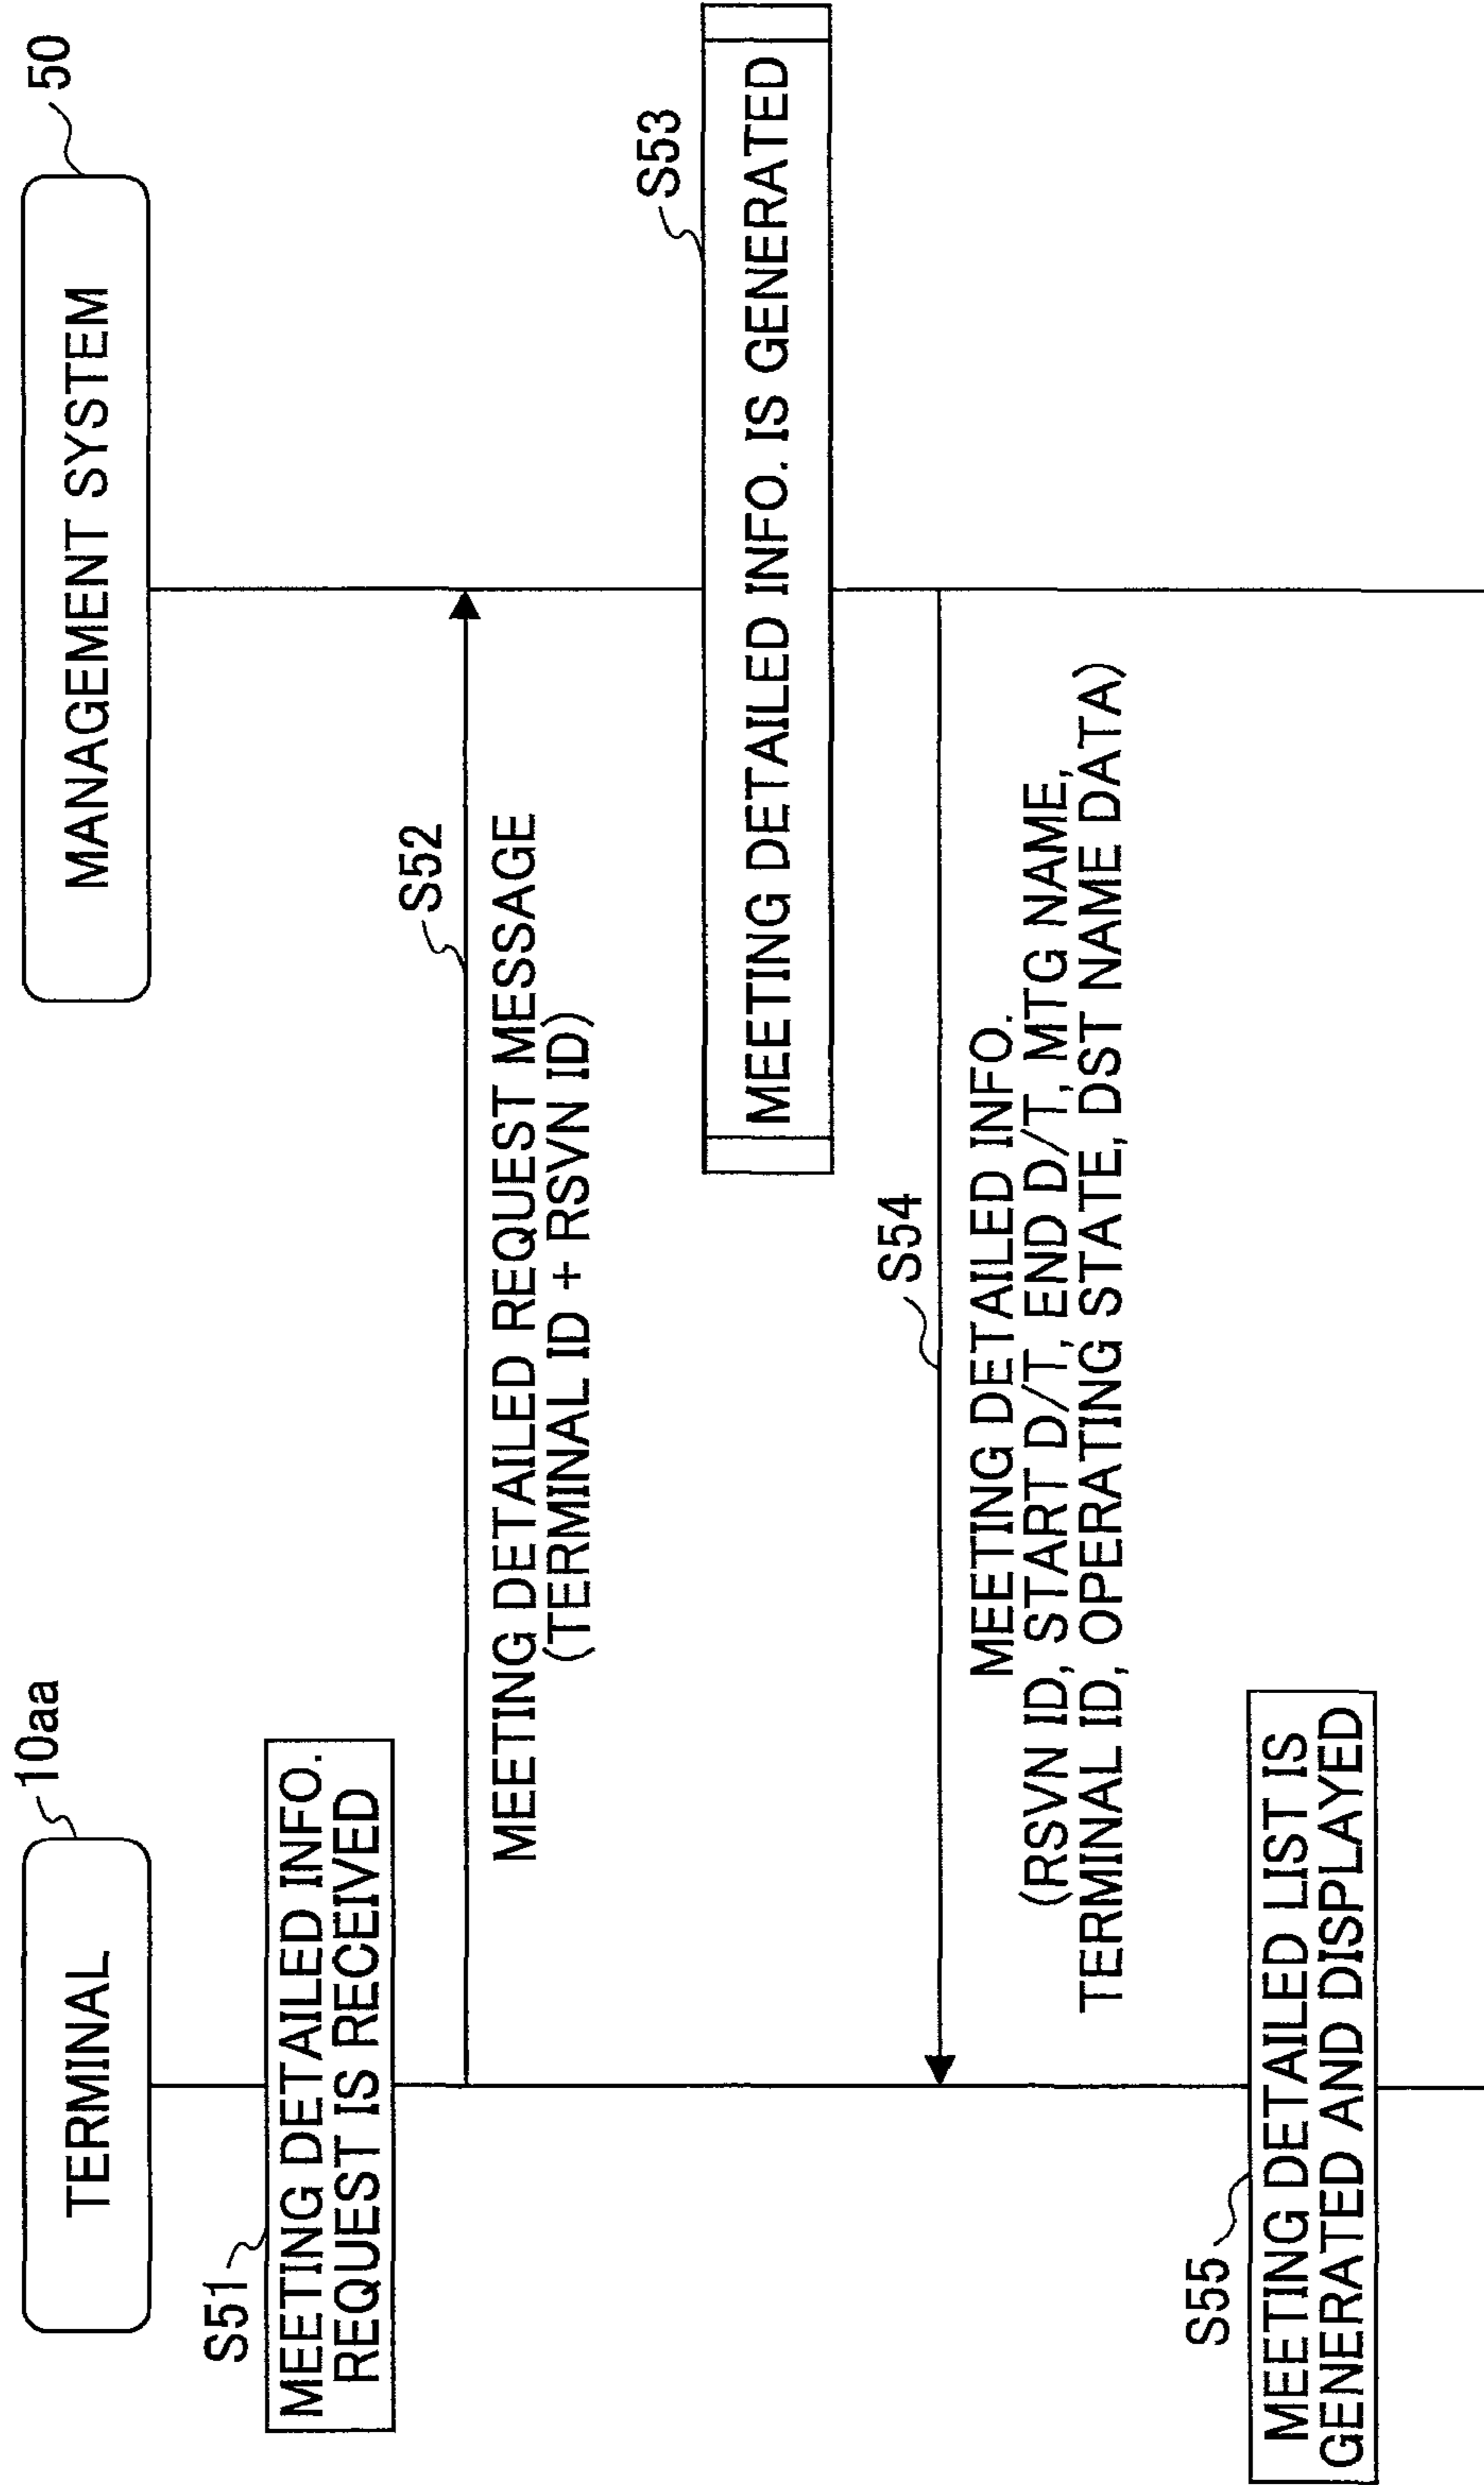 10aa
TERMINAL
50
MANAGEMENT SYSTEM
S51
MEETING DETAILED INFO.
REQUEST IS RECEIVED
S52
MEETING DETAILED REQUEST MESSAGE
(TERMINAL ID + RSVN ID)
S53
MEETING DETAILED INFO. IS GENERATED
S54
MEETING DETAILED INFO.
(RSVN ID, START D/T, END D/T, MTG NAME,
TERMINAL ID, OPERATING STATE, DST NAME DATA)
S55
MEETING DETAILED LIST IS
GENERATED AND DISPLAYED